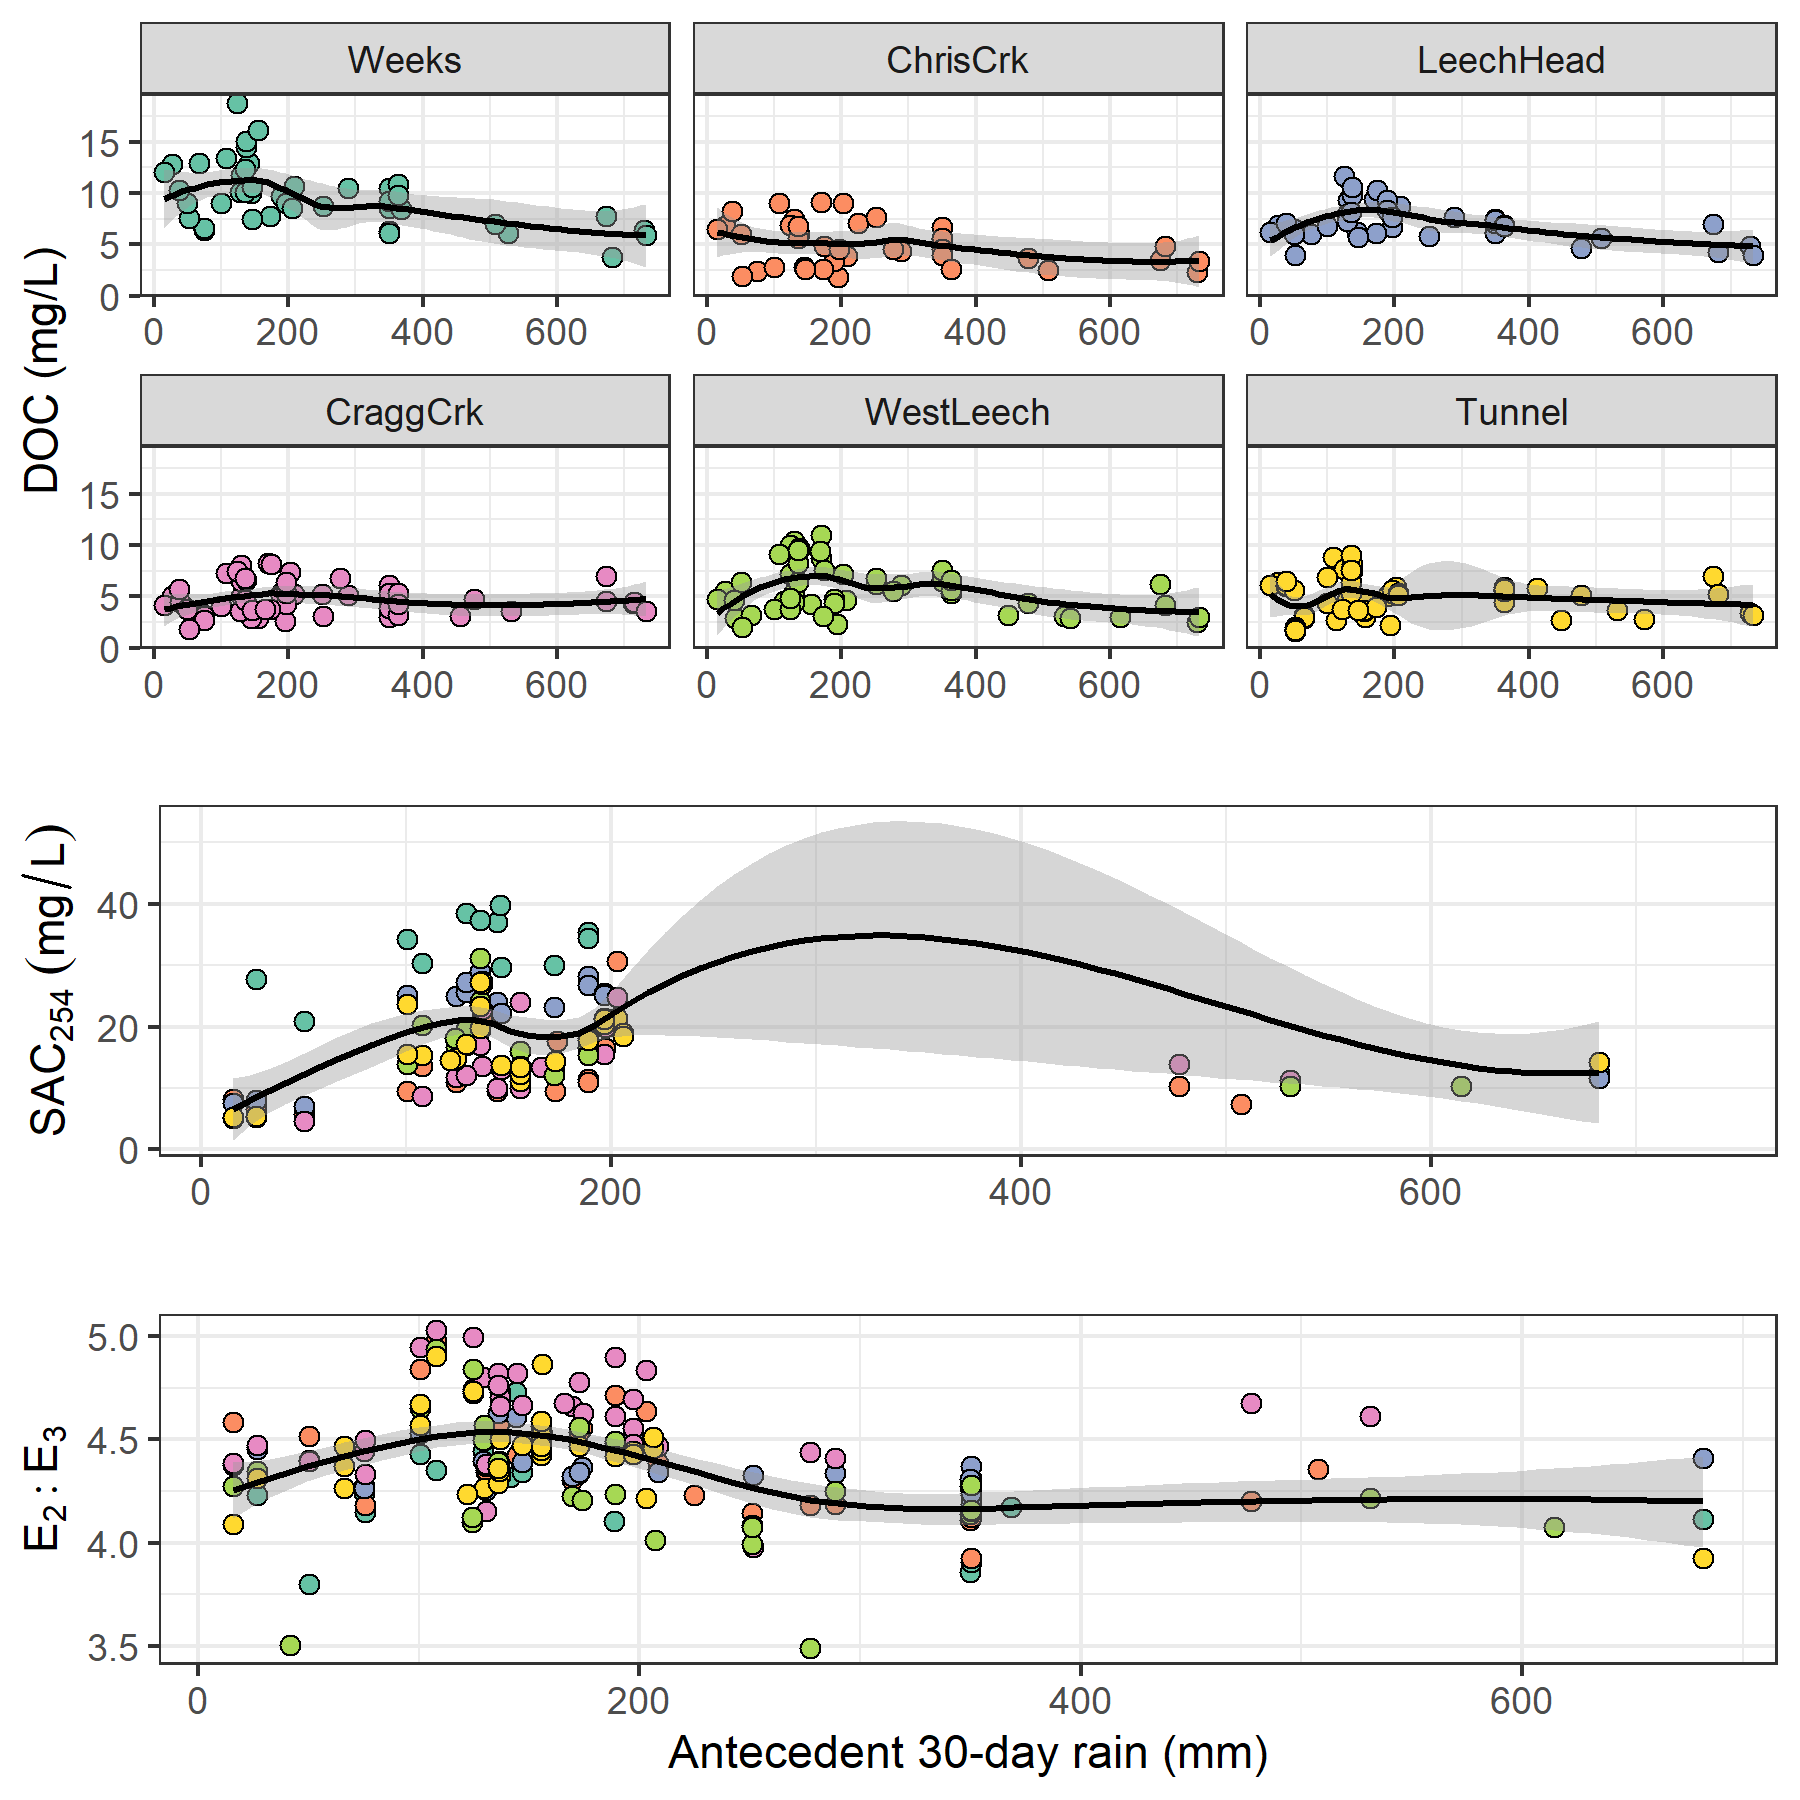 Weeks ChrisCrk LeechHead
15
10
5
0
0 200 400 600 0 200 400 600 0 200 400 600
DOC (mg/L)
CraggCrk WestLeech Tunnel
15
10
5
0
0 200 400 600 0 200 400 600 0 200 400 600
SAC₂₅₄ (mg/L)
40
20
0
0 200 400 600
E₂:E₃
5.0
4.5
4.0
3.5
0 200 400 600
Antecedent 30-day rain (mm)